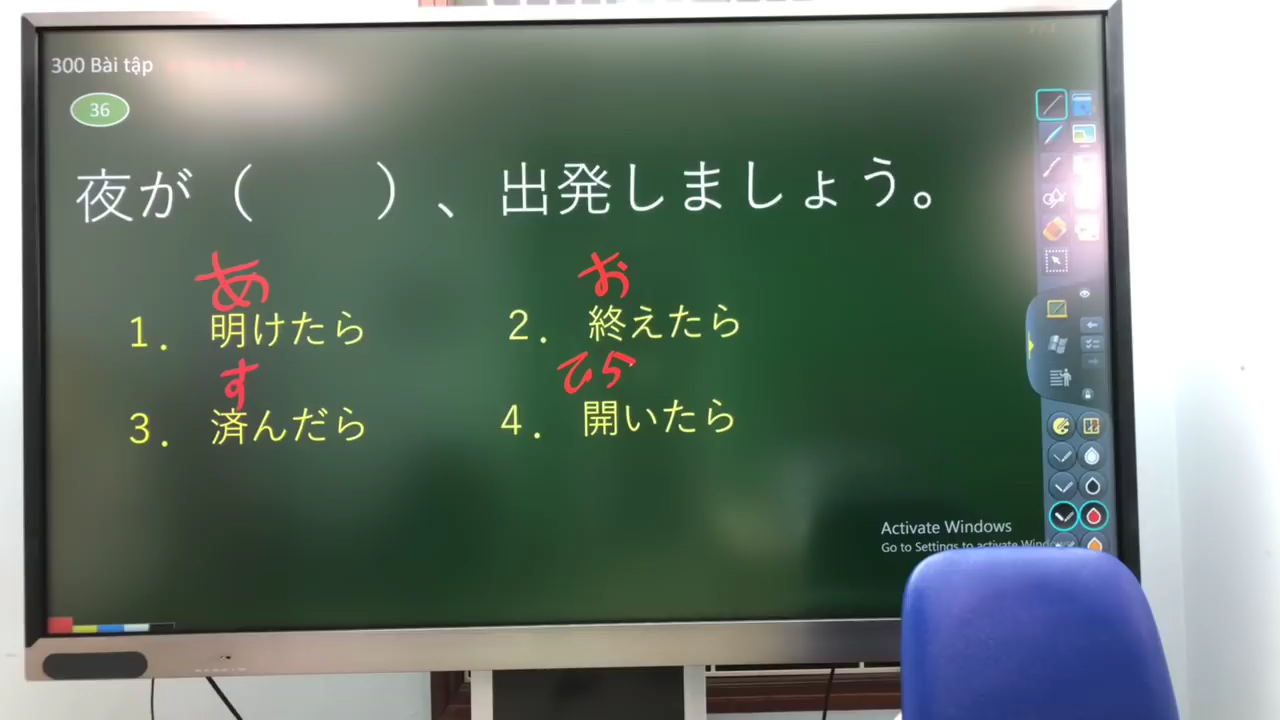 300 Bài tập
36
夜が（　　）、出発しましょう。
あ
お
1. 明けたら
2. 終えたら
す
ひら
3. 済んだら
4. 開いたら
Activate Windows
Go to Settings to activate Wind